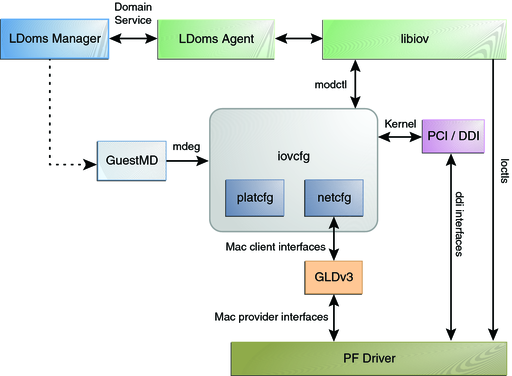 Domain
Service
LDoms Manager
LDoms Agent
libiov
modctl
Kernel
PCI / DDI
mdeg
GuestMD
iovcfg
platcfg
netcfg
Ioctls
ddi interfaces
Mac client interfaces
GLDv3
Mac provider interfaces
PF Driver